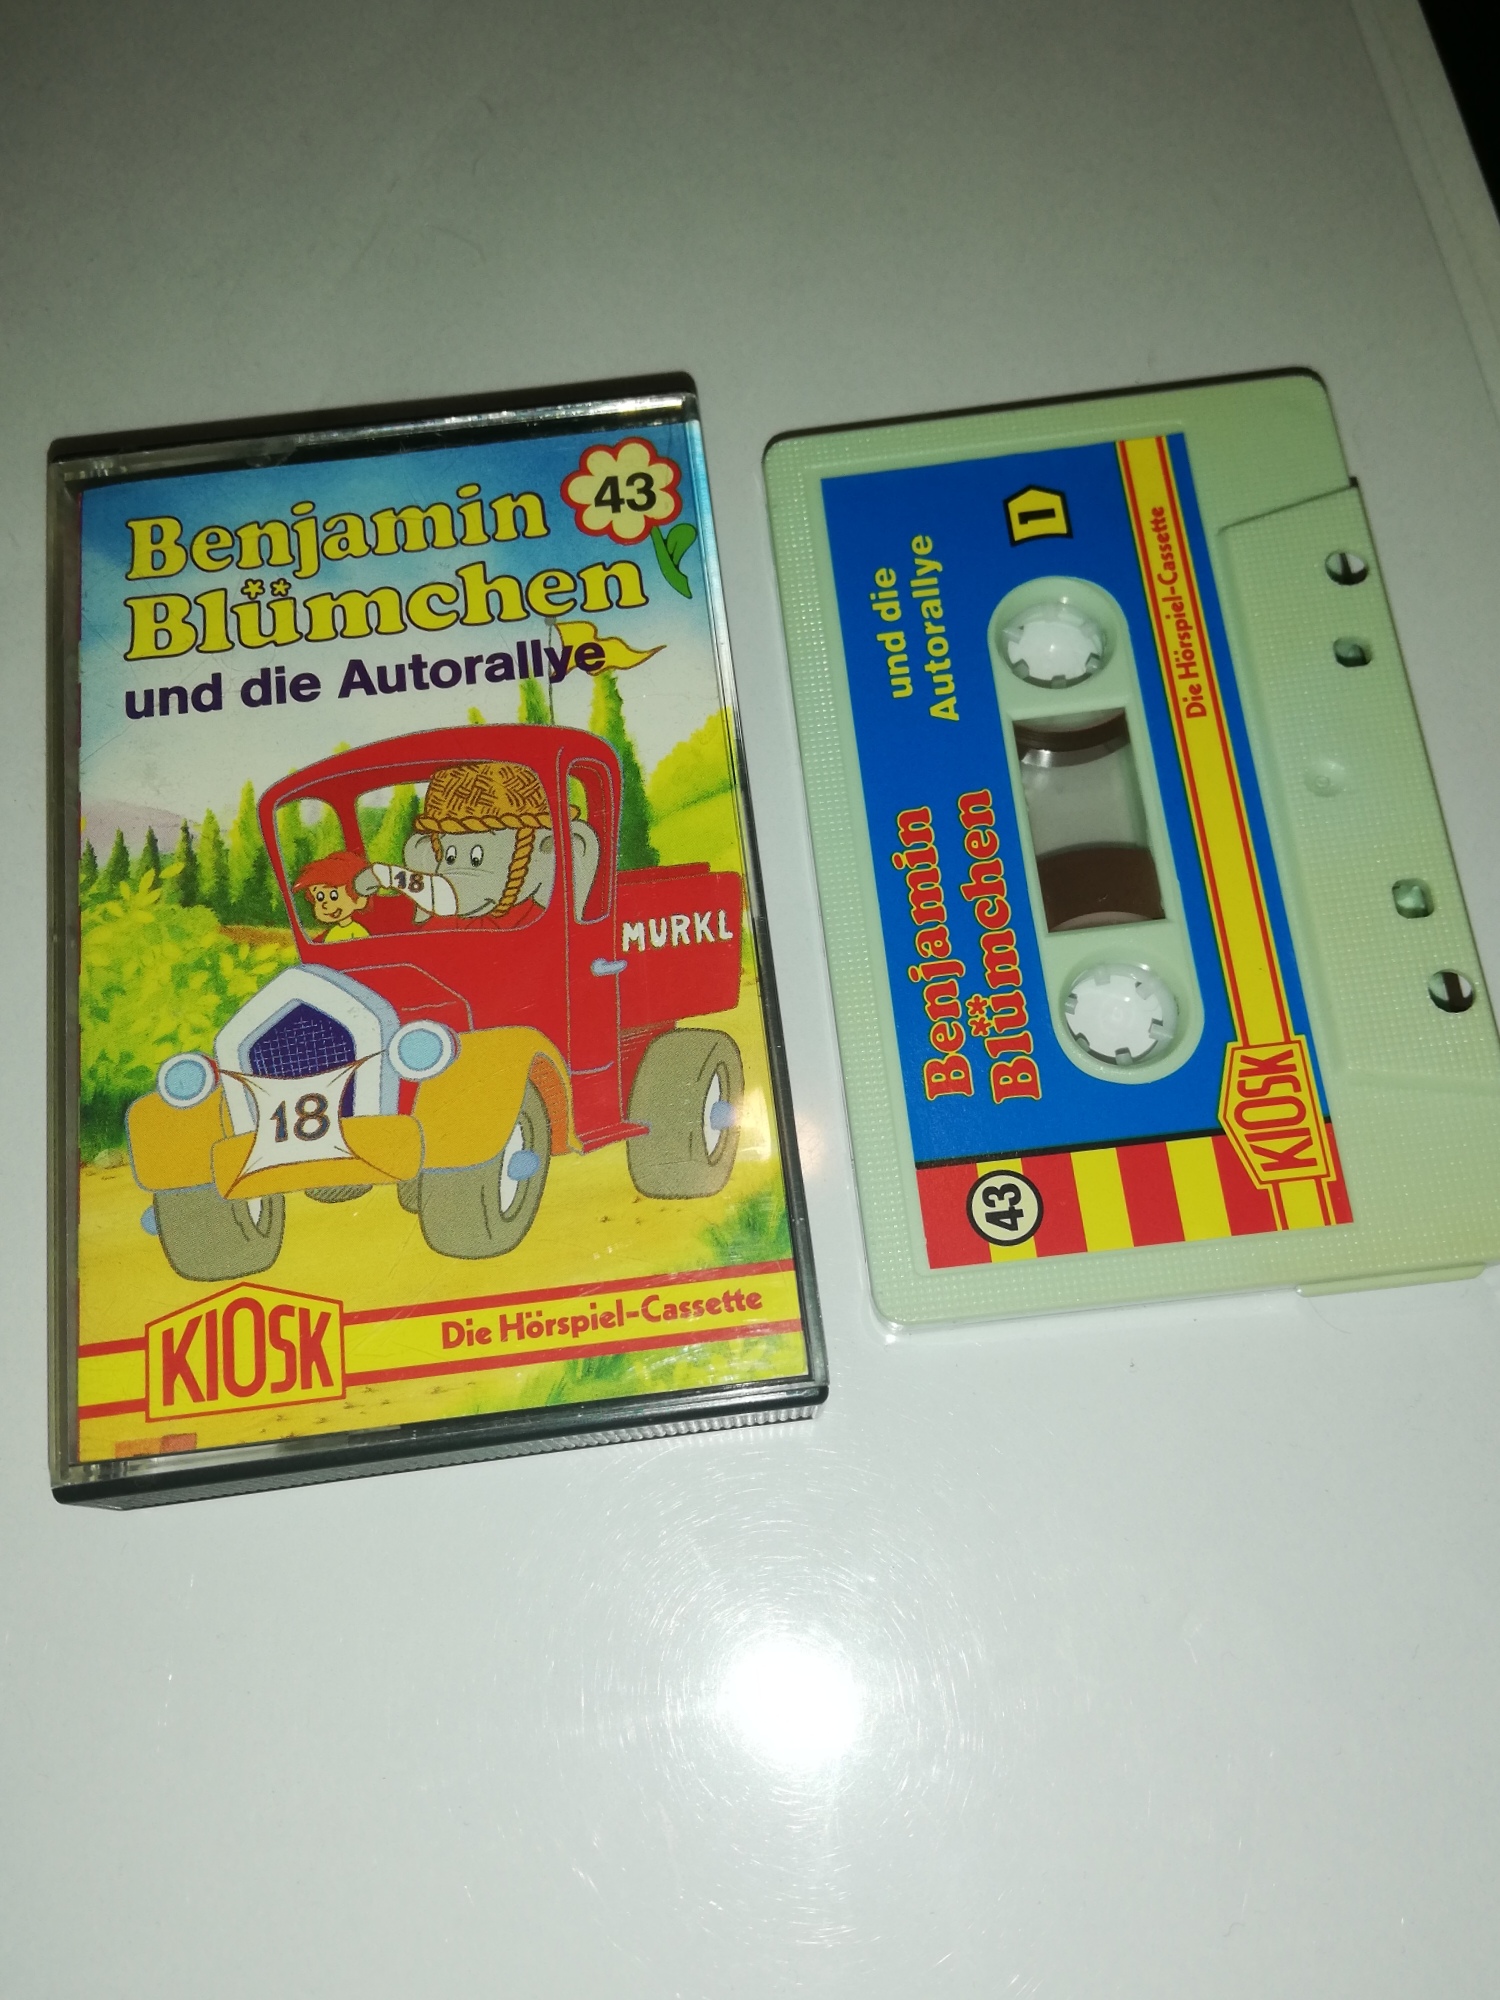 Benjamin
Blümchen
43
und die Autorallye
18
MURKL
18
KIOSK
Die Hörspiel-Cassette
Benjamin
Blümchen
und die
Autorallye
1
Die Hörspiel-Cassette
KIOSK
43